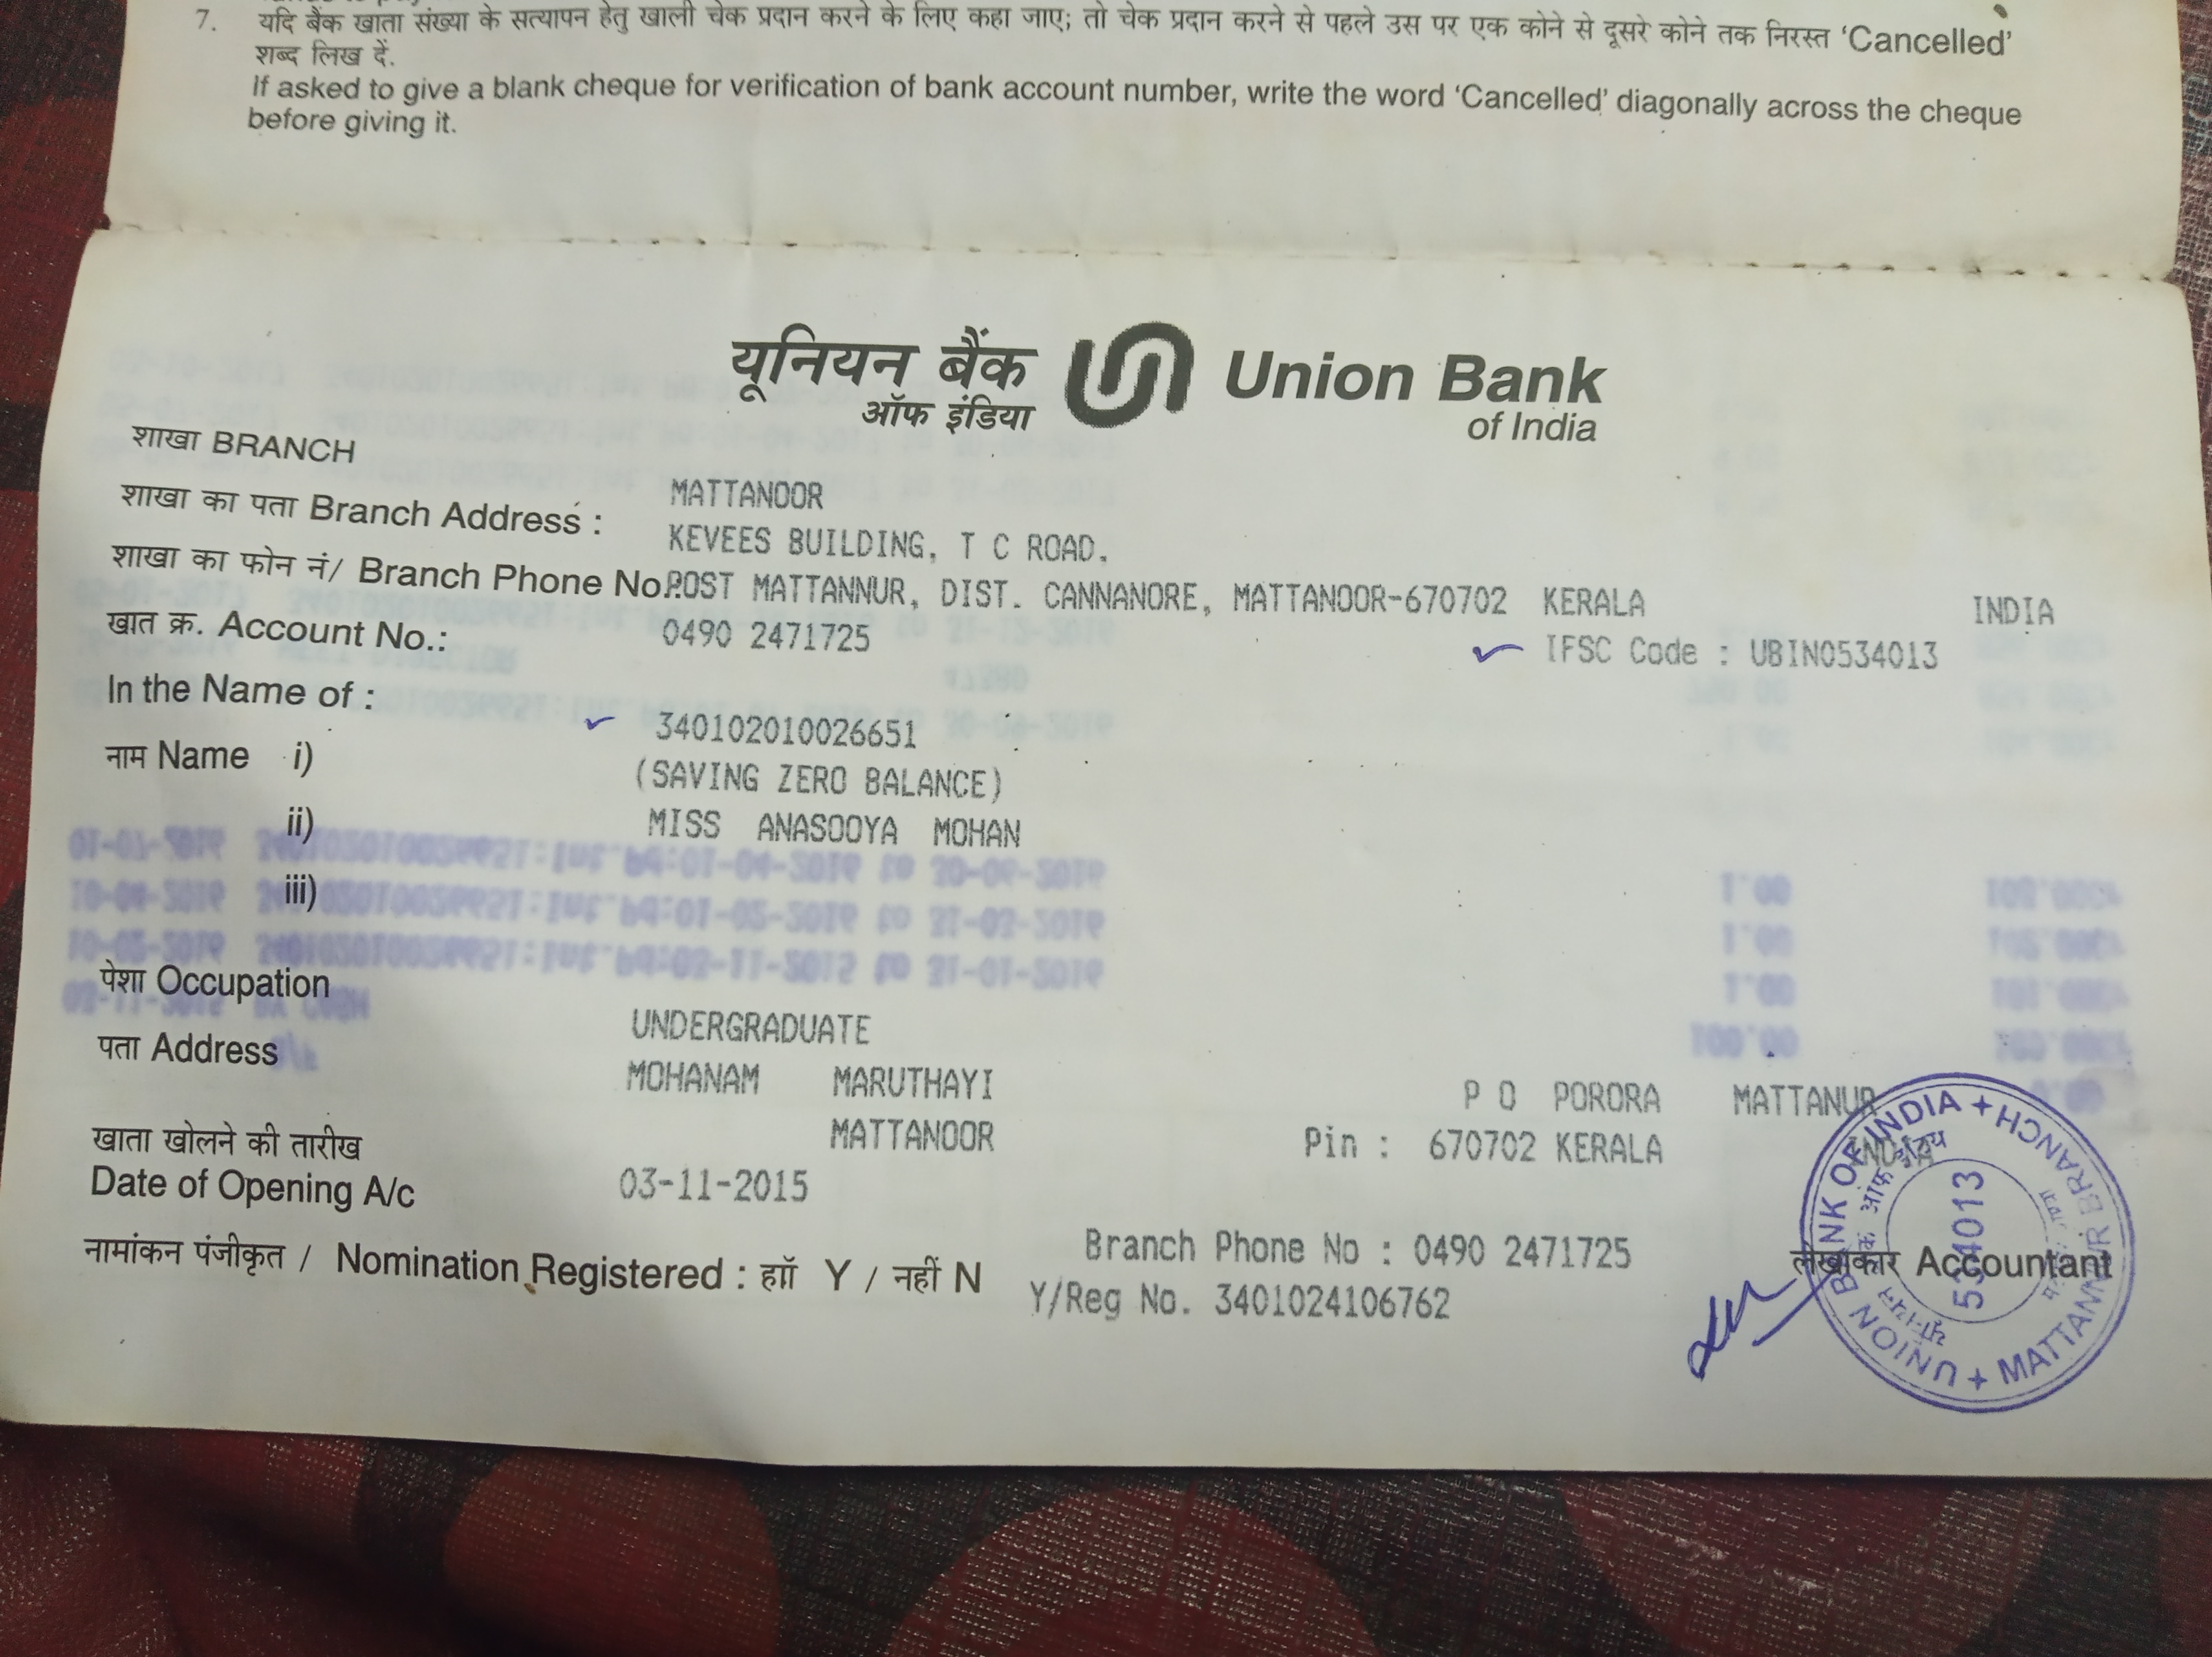 7. यदि बैंक खाता संख्या के सत्यापन हेतु खाली चेक प्रदान करने के लिए कहा जाए; तो चेक प्रदान करने से पहले उस पर एक कोने से दूसरे कोने तक निरस्त ‘Cancelled’
शब्द लिख दें.
If asked to give a blank cheque for verification of bank account number, write the word ‘Cancelled’ diagonally across the cheque
before giving it.
यूनियन बैंक Union Bank
ऑफ इंडिया of India
शाखा BRANCH
MATTANOOR
शाखा का पता Branch Address :
KEVEES BUILDING, T C ROAD,
शाखा का फोन नं/ Branch Phone No
POST MATTANNUR, DIST. CANNANORE, MATTANOOR-670702 KERALA INDIA
खात क्र. Account No.:
0490 2471725
IFSC Code : UBIN0534013
In the Name of :
340102010026651
नाम Name i)
(SAVING ZERO BALANCE)
ii)
MISS ANASOOYA MOHAN
iii)
पेशा Occupation
UNDERGRADUATE
पता Address
MOHANAM MARUTHAYI P O PORORA MATTANUR
MATTANOOR Pin : 670702 KERALA INDIA
खाता खोलने की तारीख
Date of Opening A/c 03-11-2015
नामांकन पंजीकृत / Nomination Registered : हाॅं Y / नहीं N
Branch Phone No : 0490 2471725
Y/Reg No. 3401024106762
लेखाकार Accountant
UNION BANK OF INDIA + MATTANNUR BRANCH +
534013